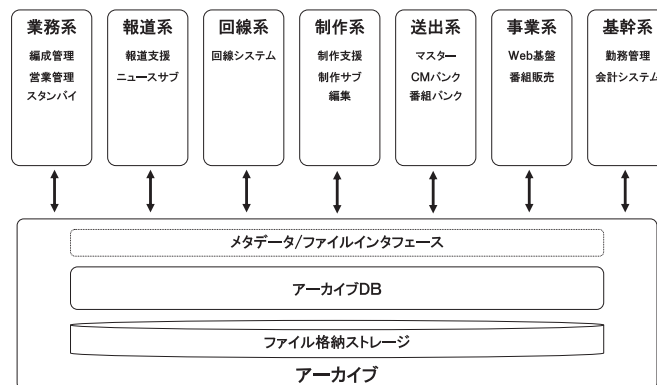 業務系
編成管理
営業管理
スタンバイ
報道系
報道支援
ニュースサブ
回線系
回線システム
制作系
制作支援
制作サブ
編集
送出系
マスター
CMバンク
番組バンク
事業系
Web基盤
番組販売
基幹系
勤務管理
会計システム
メタデータ/ファイルインタフェース
アーカイブDB
ファイル格納ストレージ
アーカイブ